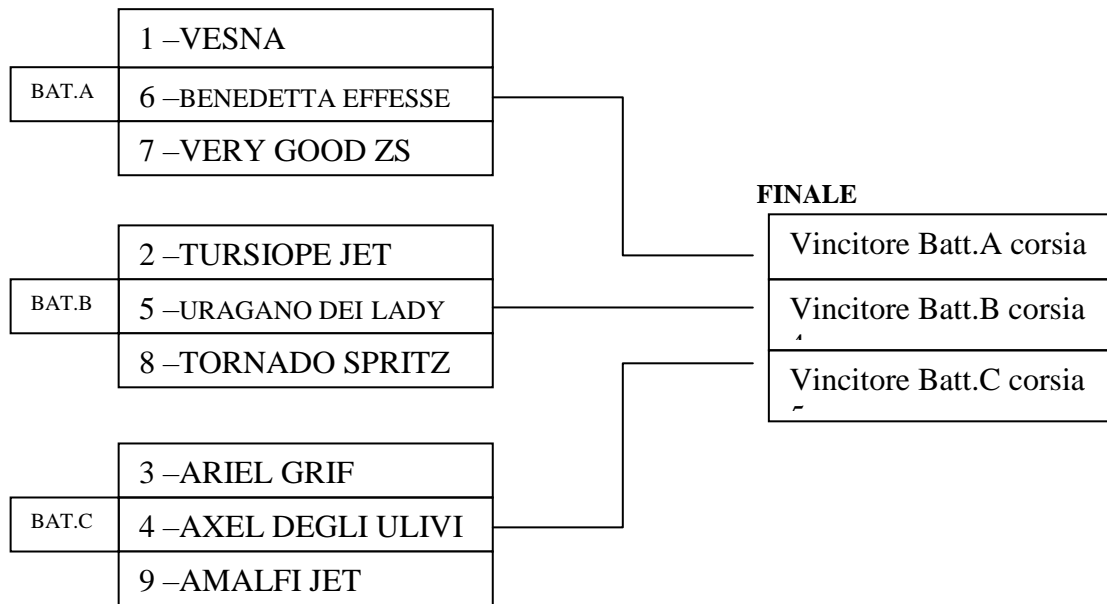 1 –VESNA
BAT.A
6 –BENEDETTA EFFESSE
7 –VERY GOOD ZS
FINALE
Vincitore Batt.A corsia
2 –TURSIOPE JET
BAT.B
5 –URAGANO DEI LADY
Vincitore Batt.B corsia
8 –TORNADO SPRITZ
Vincitore Batt.C corsia
3 –ARIEL GRIF
BAT.C
4 –AXEL DEGLI ULIVI
9 –AMALFI JET